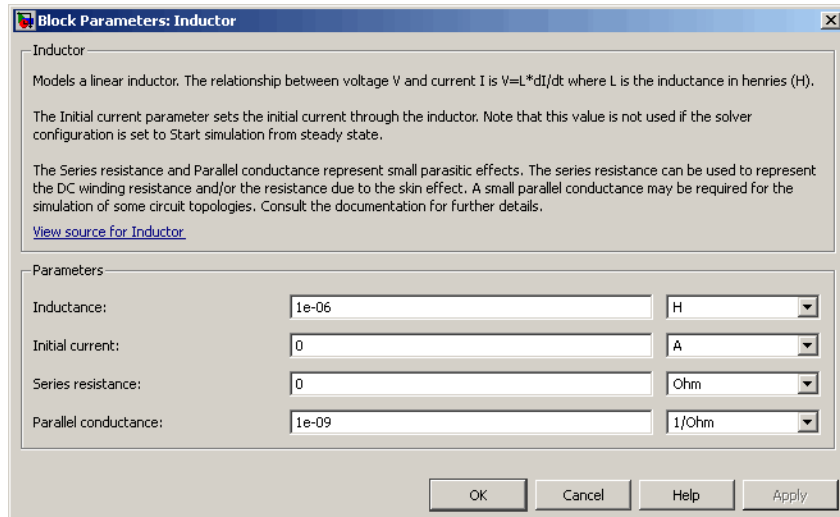 Block Parameters: Inductor
Inductor
Models a linear inductor. The relationship between voltage V and current I is V=L*dI/dt where L is the inductance in henries (H).
The Initial current parameter sets the initial current through the inductor. Note that this value is not used if the solver
configuration is set to Start simulation from steady state.
The Series resistance and Parallel conductance represent small parasitic effects. The series resistance can be used to represent
the DC winding resistance and/or the resistance due to the skin effect. A small parallel conductance may be required for the
simulation of some circuit topologies. Consult the documentation for further details.
View source for Inductor
Parameters
Inductance: 1e-06 H
Initial current: 0 A
Series resistance: 0 Ohm
Parallel conductance: 1e-09 1/Ohm
OK Cancel Help Apply